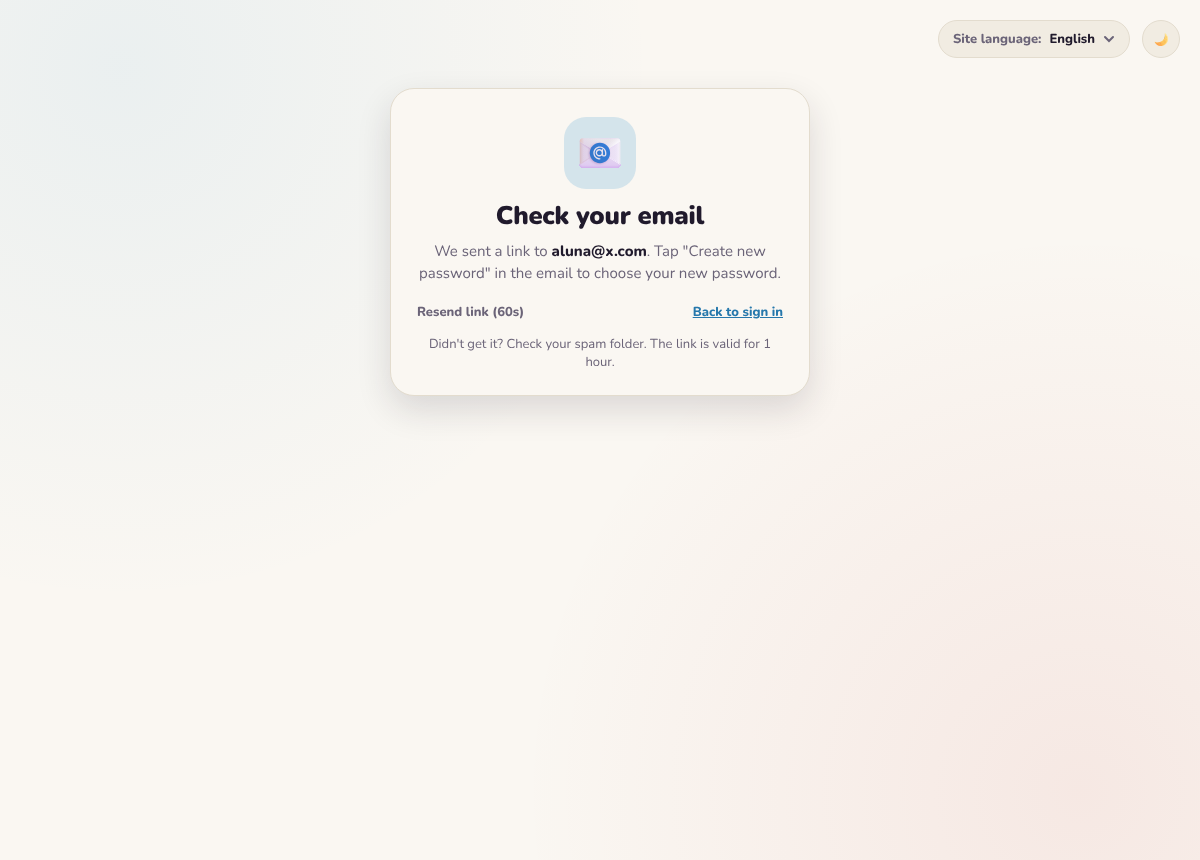 Site language: English
@
Check your email
We sent a link to aluna@x.com. Tap "Create new
password" in the email to choose your new password.
Resend link (60s)
Back to sign in
Didn't get it? Check your spam folder. The link is valid for 1
hour.